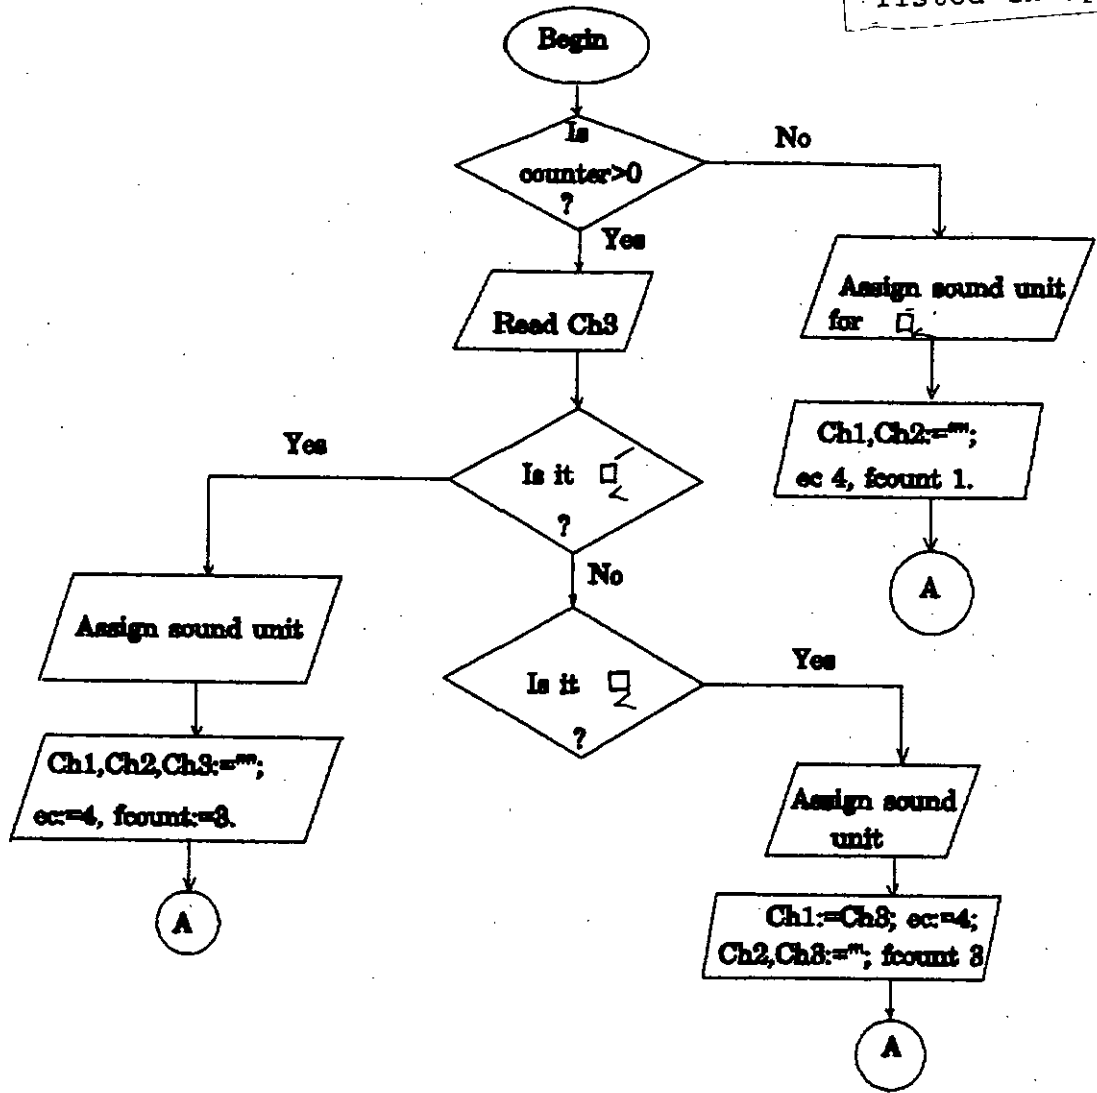 listed in
Begin
Is
counter>0
?
No
Yes
Read Ch3
Assign sound unit
for
Ch1,Ch2:="";
ec 4, fcount 1.
A
Is it
?
Yes
No
Assign sound unit
Ch1,Ch2,Ch3:="";
ec:=4, fcount:=3.
A
Is it
?
Yes
Assign sound
unit
Ch1:=Ch3; ec:=4;
Ch2,Ch3:=""; fcount 3
A